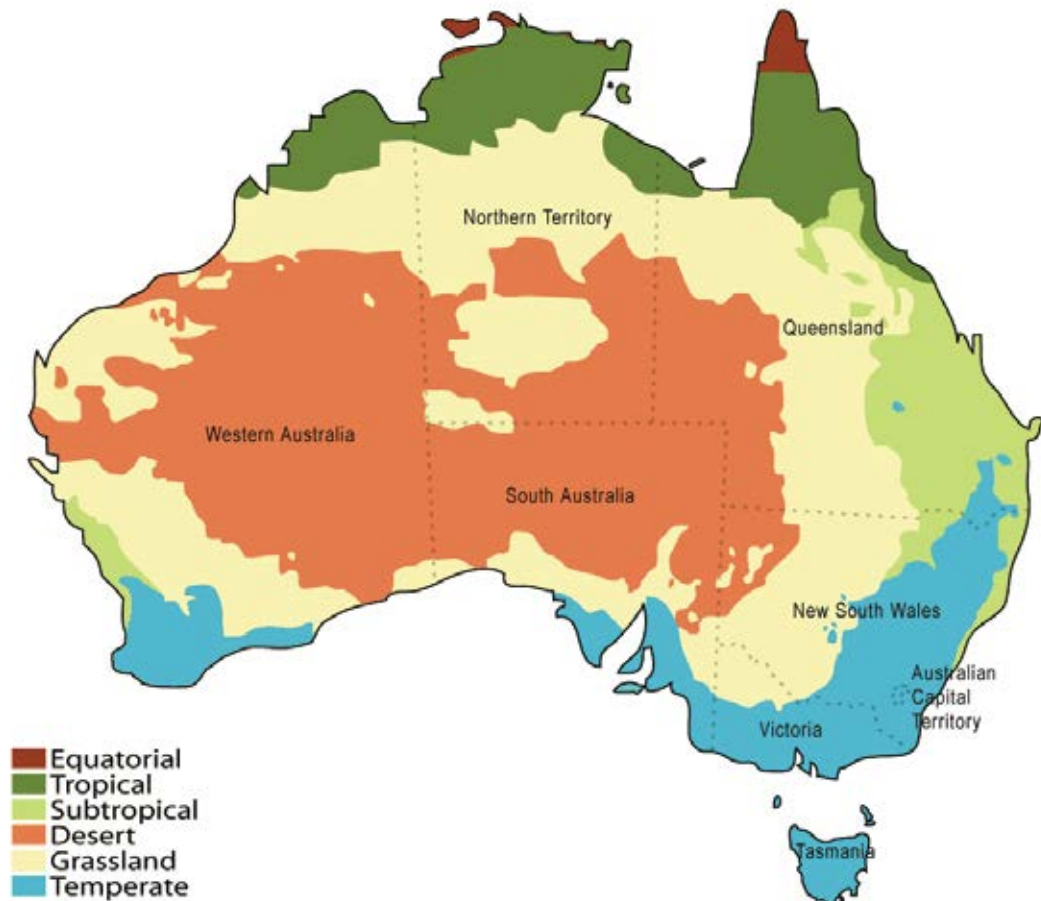 Northern Territory
Queensland
Western Australia
South Australia
New South Wales
Australian
Capital
Territory
Victoria
Tasmania
Equatorial
Tropical
Subtropical
Desert
Grassland
Temperate